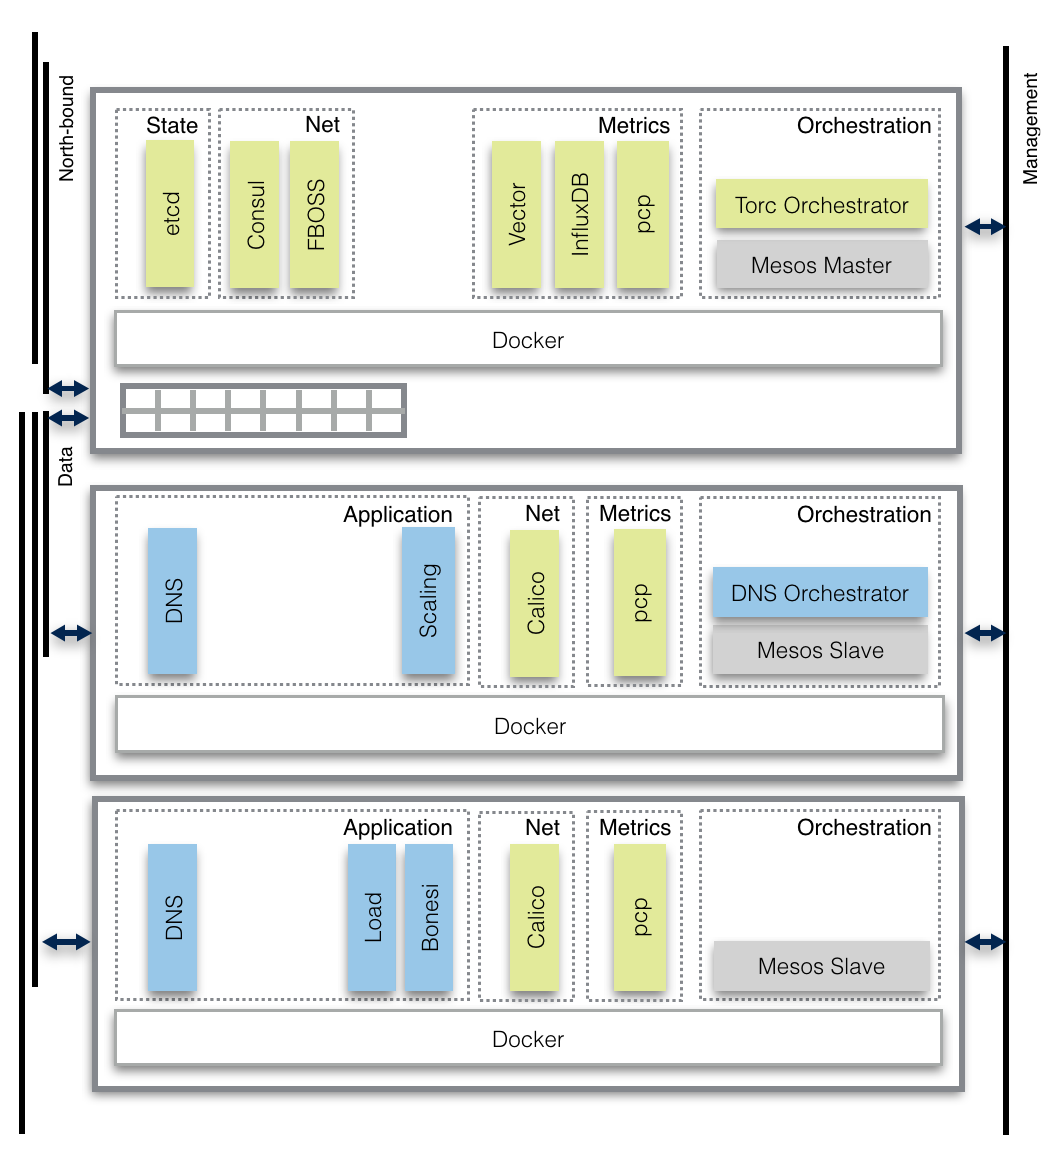 North-bound
Management
State
Net
Metrics
Orchestration
etcd
Consul
FBOSS
Vector
InfluxDB
pcp
Torc Orchestrator
Mesos Master
Docker
Data
Application
Net
Metrics
Orchestration
DNS
Scaling
Calico
pcp
DNS Orchestrator
Mesos Slave
Docker
Application
Net
Metrics
Orchestration
DNS
Load
Bonesi
Calico
pcp
Mesos Slave
Docker